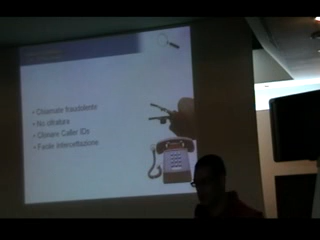 • Chiamate fraudolente
• No cifratura
• Clonare Caller IDs
• Facile intercettazione